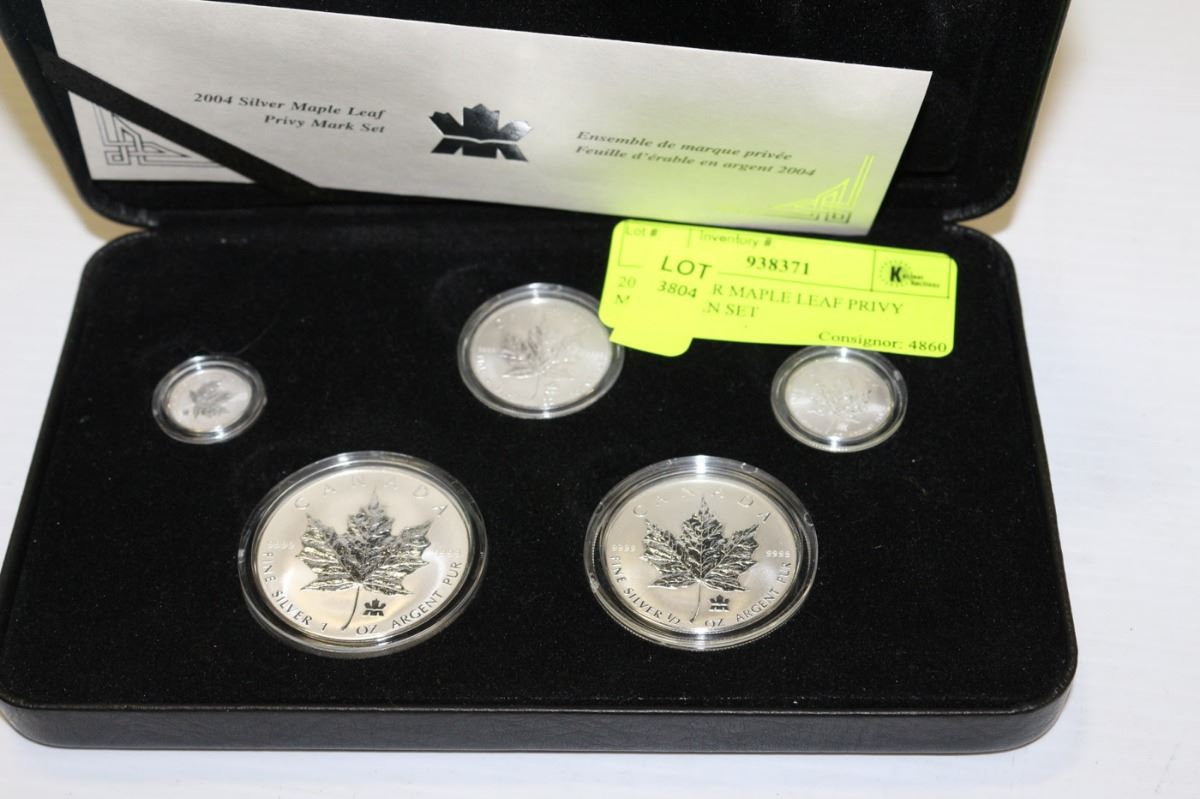 2004 Silver Maple Leaf
Privy Mark Set
Ensemble de marque privée
Feuille d'érable en argent 2004
Lot #
Inventory #
938371
LOT
3804
20 R MAPLE LEAF PRIVY
M N SET
Consignor: 4860
CANADA
9999 9999
FINE SILVER 1 OZ ARGENT PUR
CANADA
9999 9999
FINE SILVER 1/2 OZ ARGENT PUR